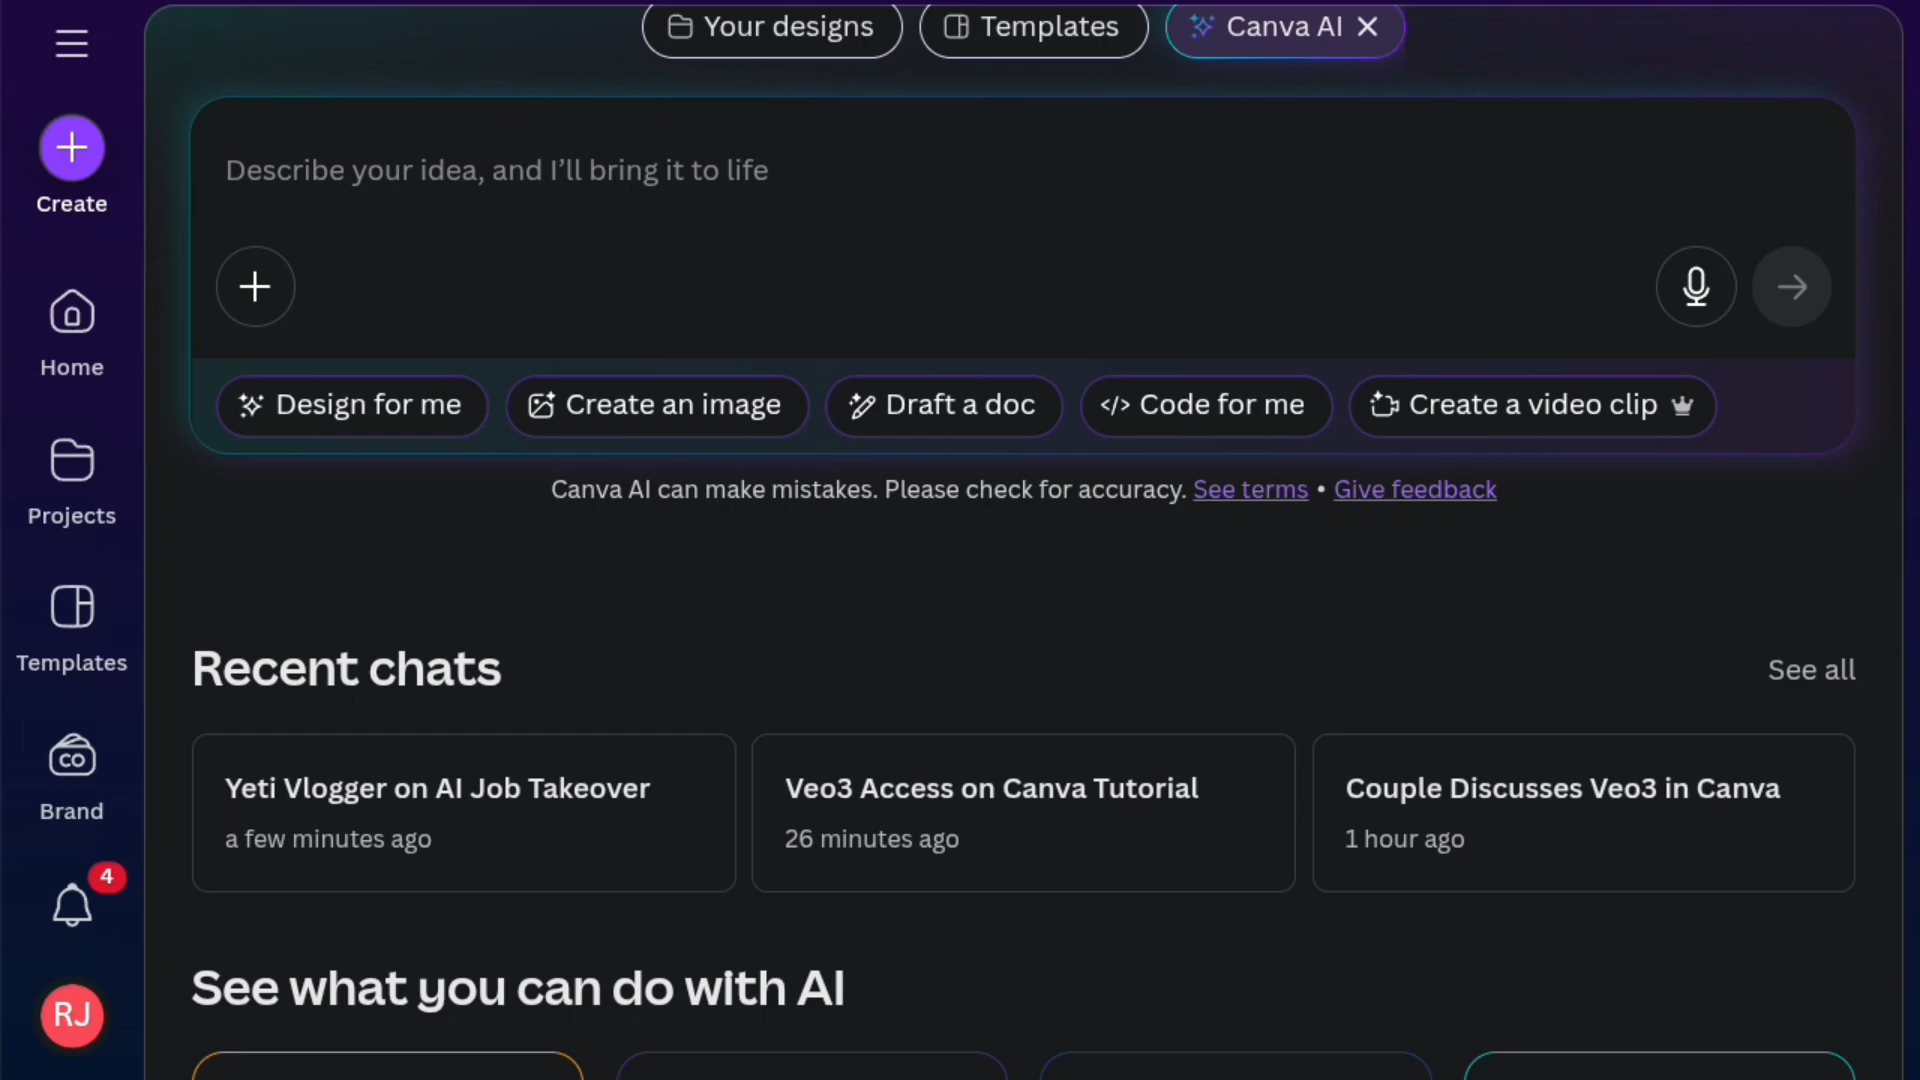 Your designs
Templates
Canva AI
Create
Describe your idea, and I’ll bring it to life
Home
Design for me
Create an image
Draft a doc
</> Code for me
Create a video clip
Canva AI can make mistakes. Please check for accuracy. See terms • Give feedback
Projects
Templates
Recent chats
See all
Yeti Vlogger on AI Job Takeover
a few minutes ago
Veo3 Access on Canva Tutorial
26 minutes ago
Couple Discusses Veo3 in Canva
1 hour ago
CO
Brand
4
See what you can do with AI
RJ